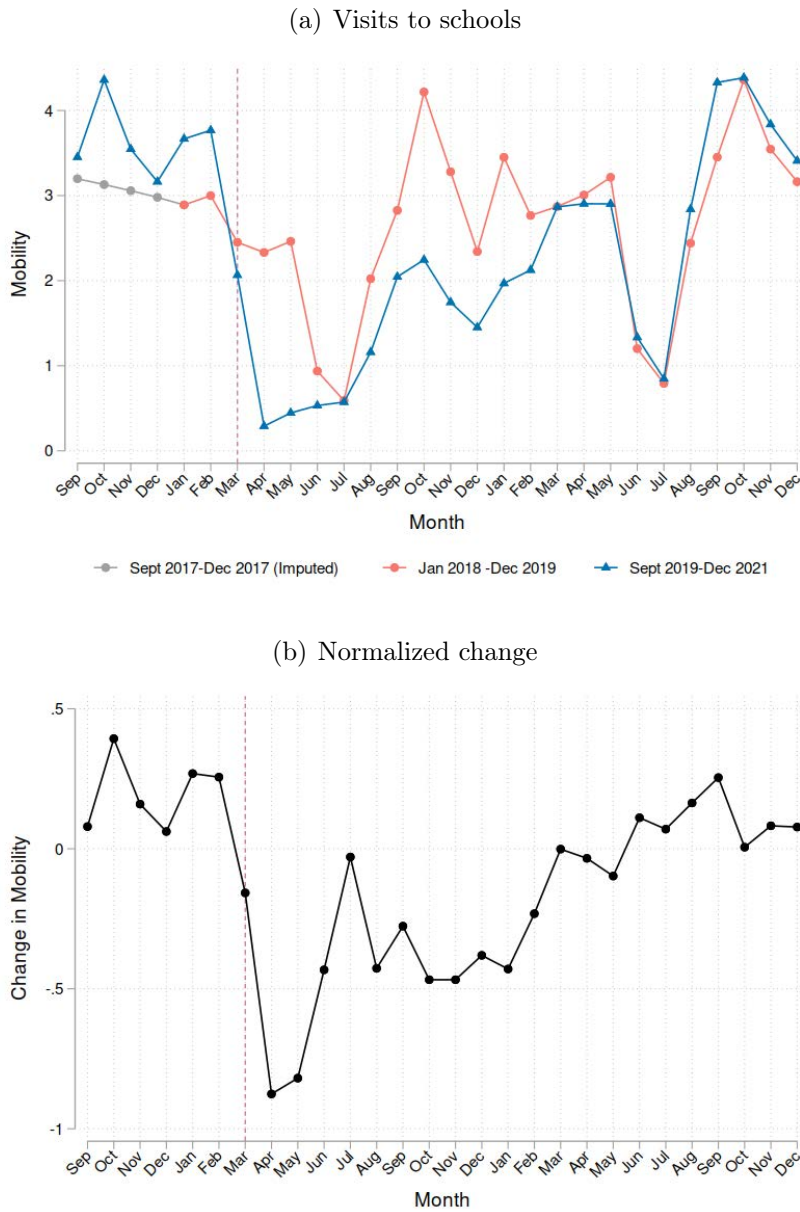 (a) Visits to schools
4
3
2
1
0
Mobility
Sep Oct Nov Dec Jan Feb Mar Apr May Jun Jul Aug Sep Oct Nov Dec Jan Feb Mar Apr May Jun Jul Aug Sep Oct Nov Dec
Month
Sept 2017-Dec 2017 (Imputed) Jan 2018 -Dec 2019 Sept 2019-Dec 2021
(b) Normalized change
.5
0
-.5
-1
Change in Mobility
Sep Oct Nov Dec Jan Feb Mar Apr May Jun Jul Aug Sep Oct Nov Dec Jan Feb Mar Apr May Jun Jul Aug Sep Oct Nov Dec
Month